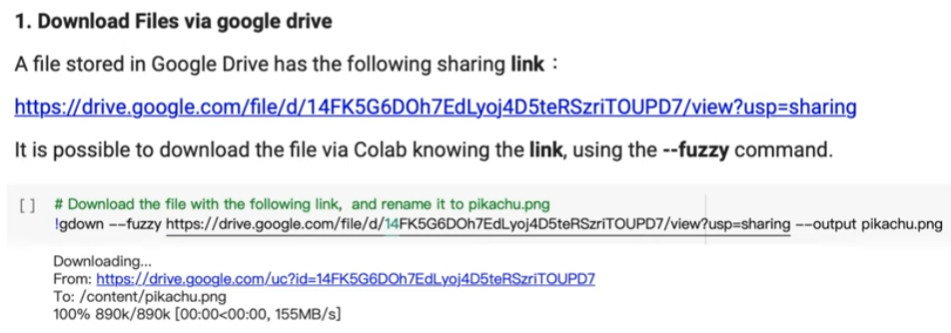 1. Download Files via google drive
A file stored in Google Drive has the following sharing link：
https://drive.google.com/file/d/14FK5G6DOh7EdLyoj4D5teRSzriTOUPD7/view?usp=sharing
It is possible to download the file via Colab knowing the link, using the --fuzzy command.
[ ] # Download the file with the following link, and rename it to pikachu.png
!gdown --fuzzy https://drive.google.com/file/d/14FK5G6DOh7EdLyoj4D5teRSzriTOUPD7/view?usp=sharing --output pikachu.png
Downloading...
From: https://drive.google.com/uc?id=14FK5G6DOh7EdLyoj4D5teRSzriTOUPD7
To: /content/pikachu.png
100% 890k/890k [00:00<00:00, 155MB/s]